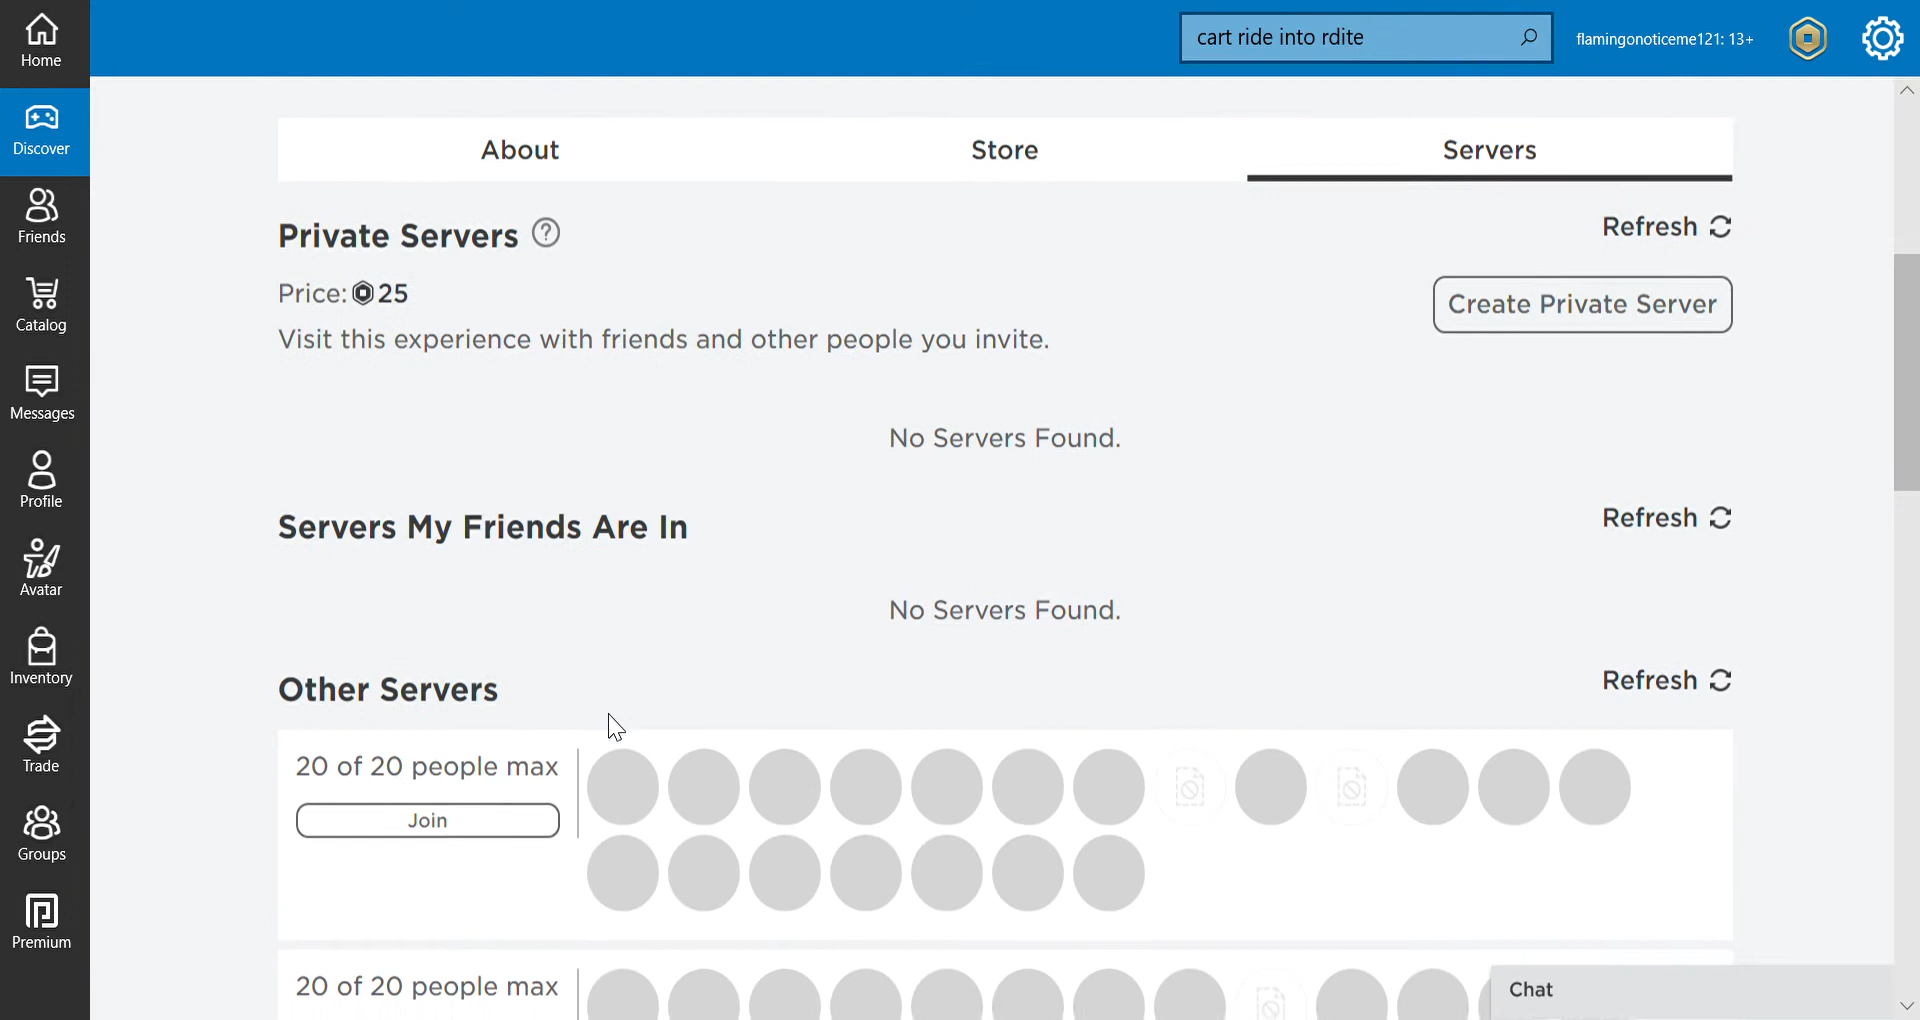 cart ride into rdite
flamingonoticeme121: 13+
Home
Discover
Friends
Catalog
Messages
Profile
Avatar
Inventory
Trade
Groups
Premium
About
Store
Servers
Private Servers ?
Refresh
Price: 25
Create Private Server
Visit this experience with friends and other people you invite.
No Servers Found.
Servers My Friends Are In
Refresh
No Servers Found.
Other Servers
Refresh
20 of 20 people max
Join
20 of 20 people max
Chat